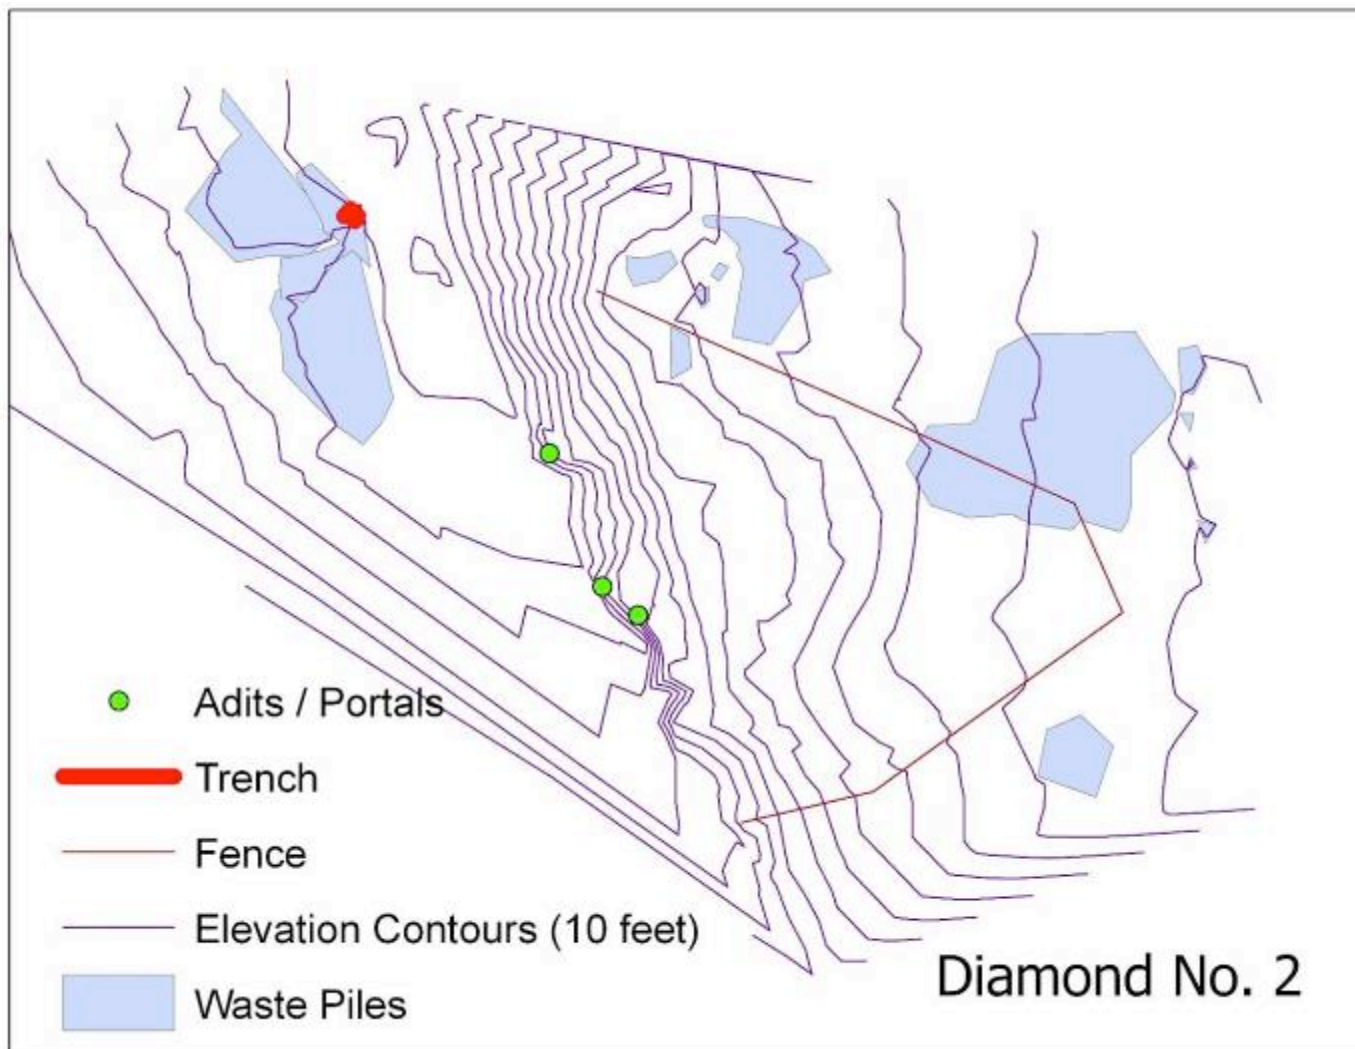 Adits / Portals
Trench
Fence
Elevation Contours (10 feet)
Waste Piles
Diamond No. 2